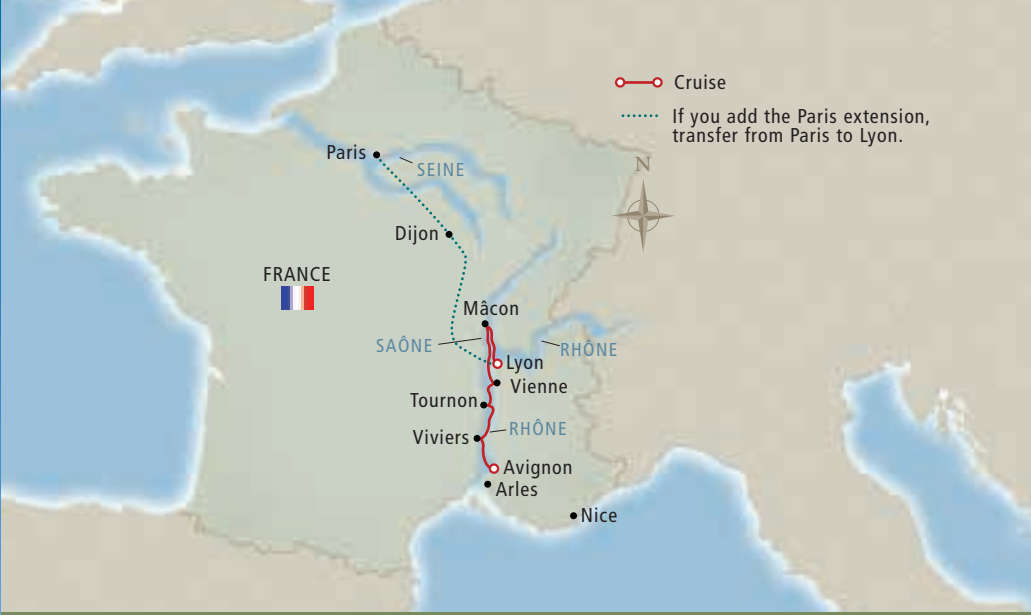 Cruise
If you add the Paris extension,
transfer from Paris to Lyon.
N
Paris
SEINE
Dijon
FRANCE
Mâcon
SAÔNE
RHÔNE
Lyon
Vienne
Tournon
RHÔNE
Viviers
Avignon
Arles
Nice